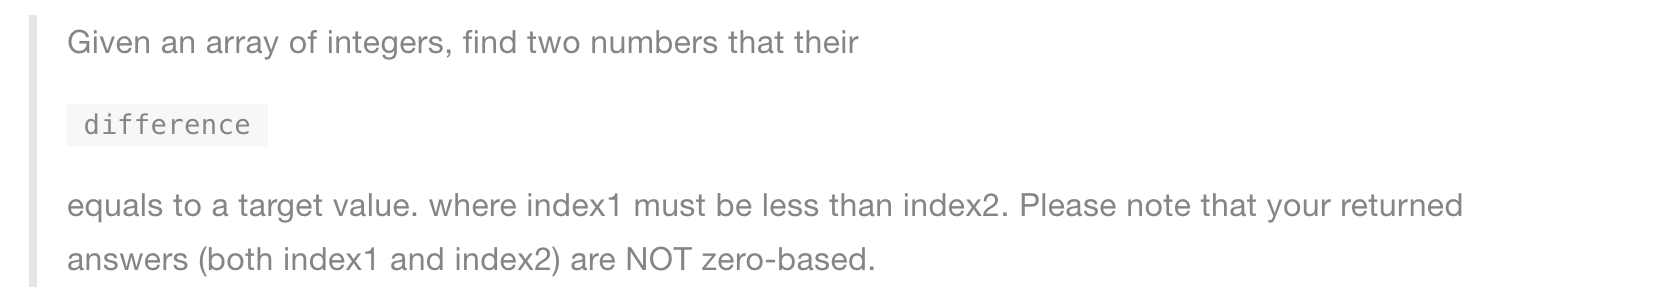 Given an array of integers, find two numbers that their
difference
equals to a target value. where index1 must be less than index2. Please note that your returned
answers (both index1 and index2) are NOT zero-based.